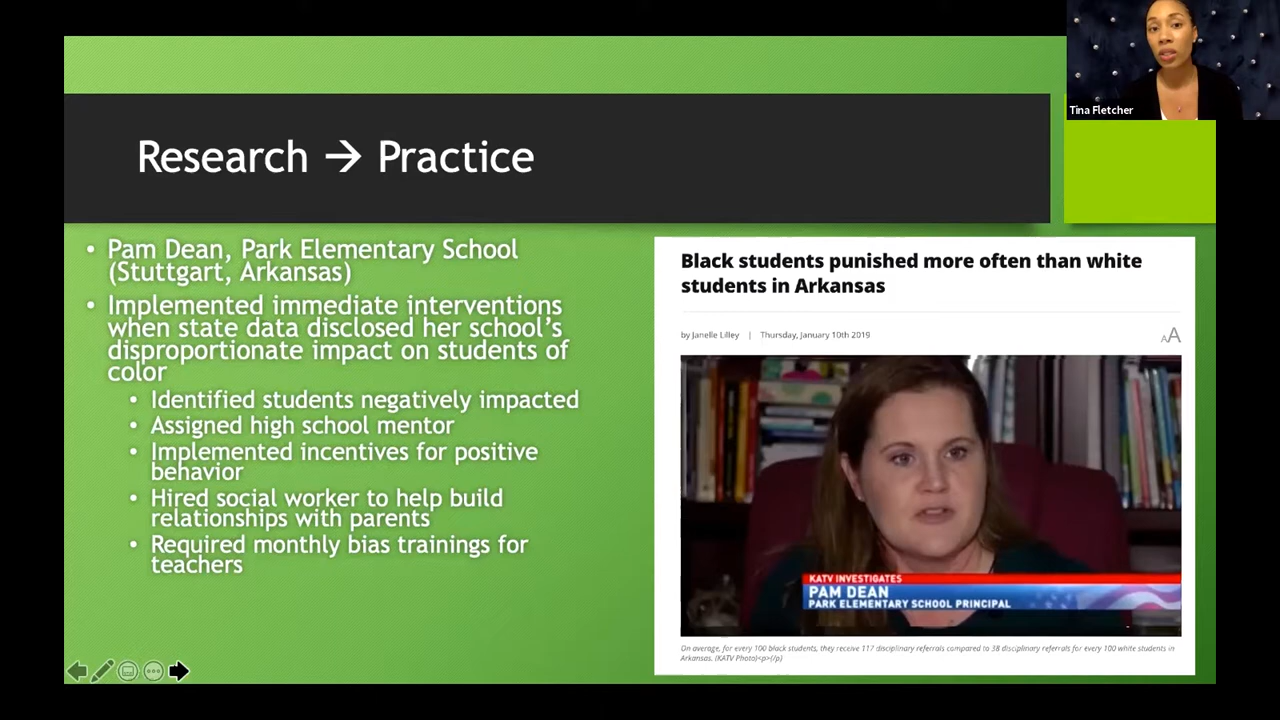 Tina Fletcher
Research → Practice
• Pam Dean, Park Elementary School
(Stuttgart, Arkansas)
• Implemented immediate interventions
when state data disclosed her school's
disproportionate impact on students of
color
• Identified students negatively impacted
• Assigned high school mentor
• Implemented incentives for positive
behavior
• Hired social worker to help build
relationships with parents
• Required monthly bias trainings for
teachers
Black students punished more often than white
students in Arkansas
by Janelle Lilley | Thursday, January 10th 2019
AA
KATV INVESTIGATES
PAM DEAN
PARK ELEMENTARY SCHOOL PRINCIPAL
On average, for every 100 black students, they receive 117 disciplinary referrals compared to 38 disciplinary referrals for every 100 white students in
Arkansas. (KATV Photo)<p></p>